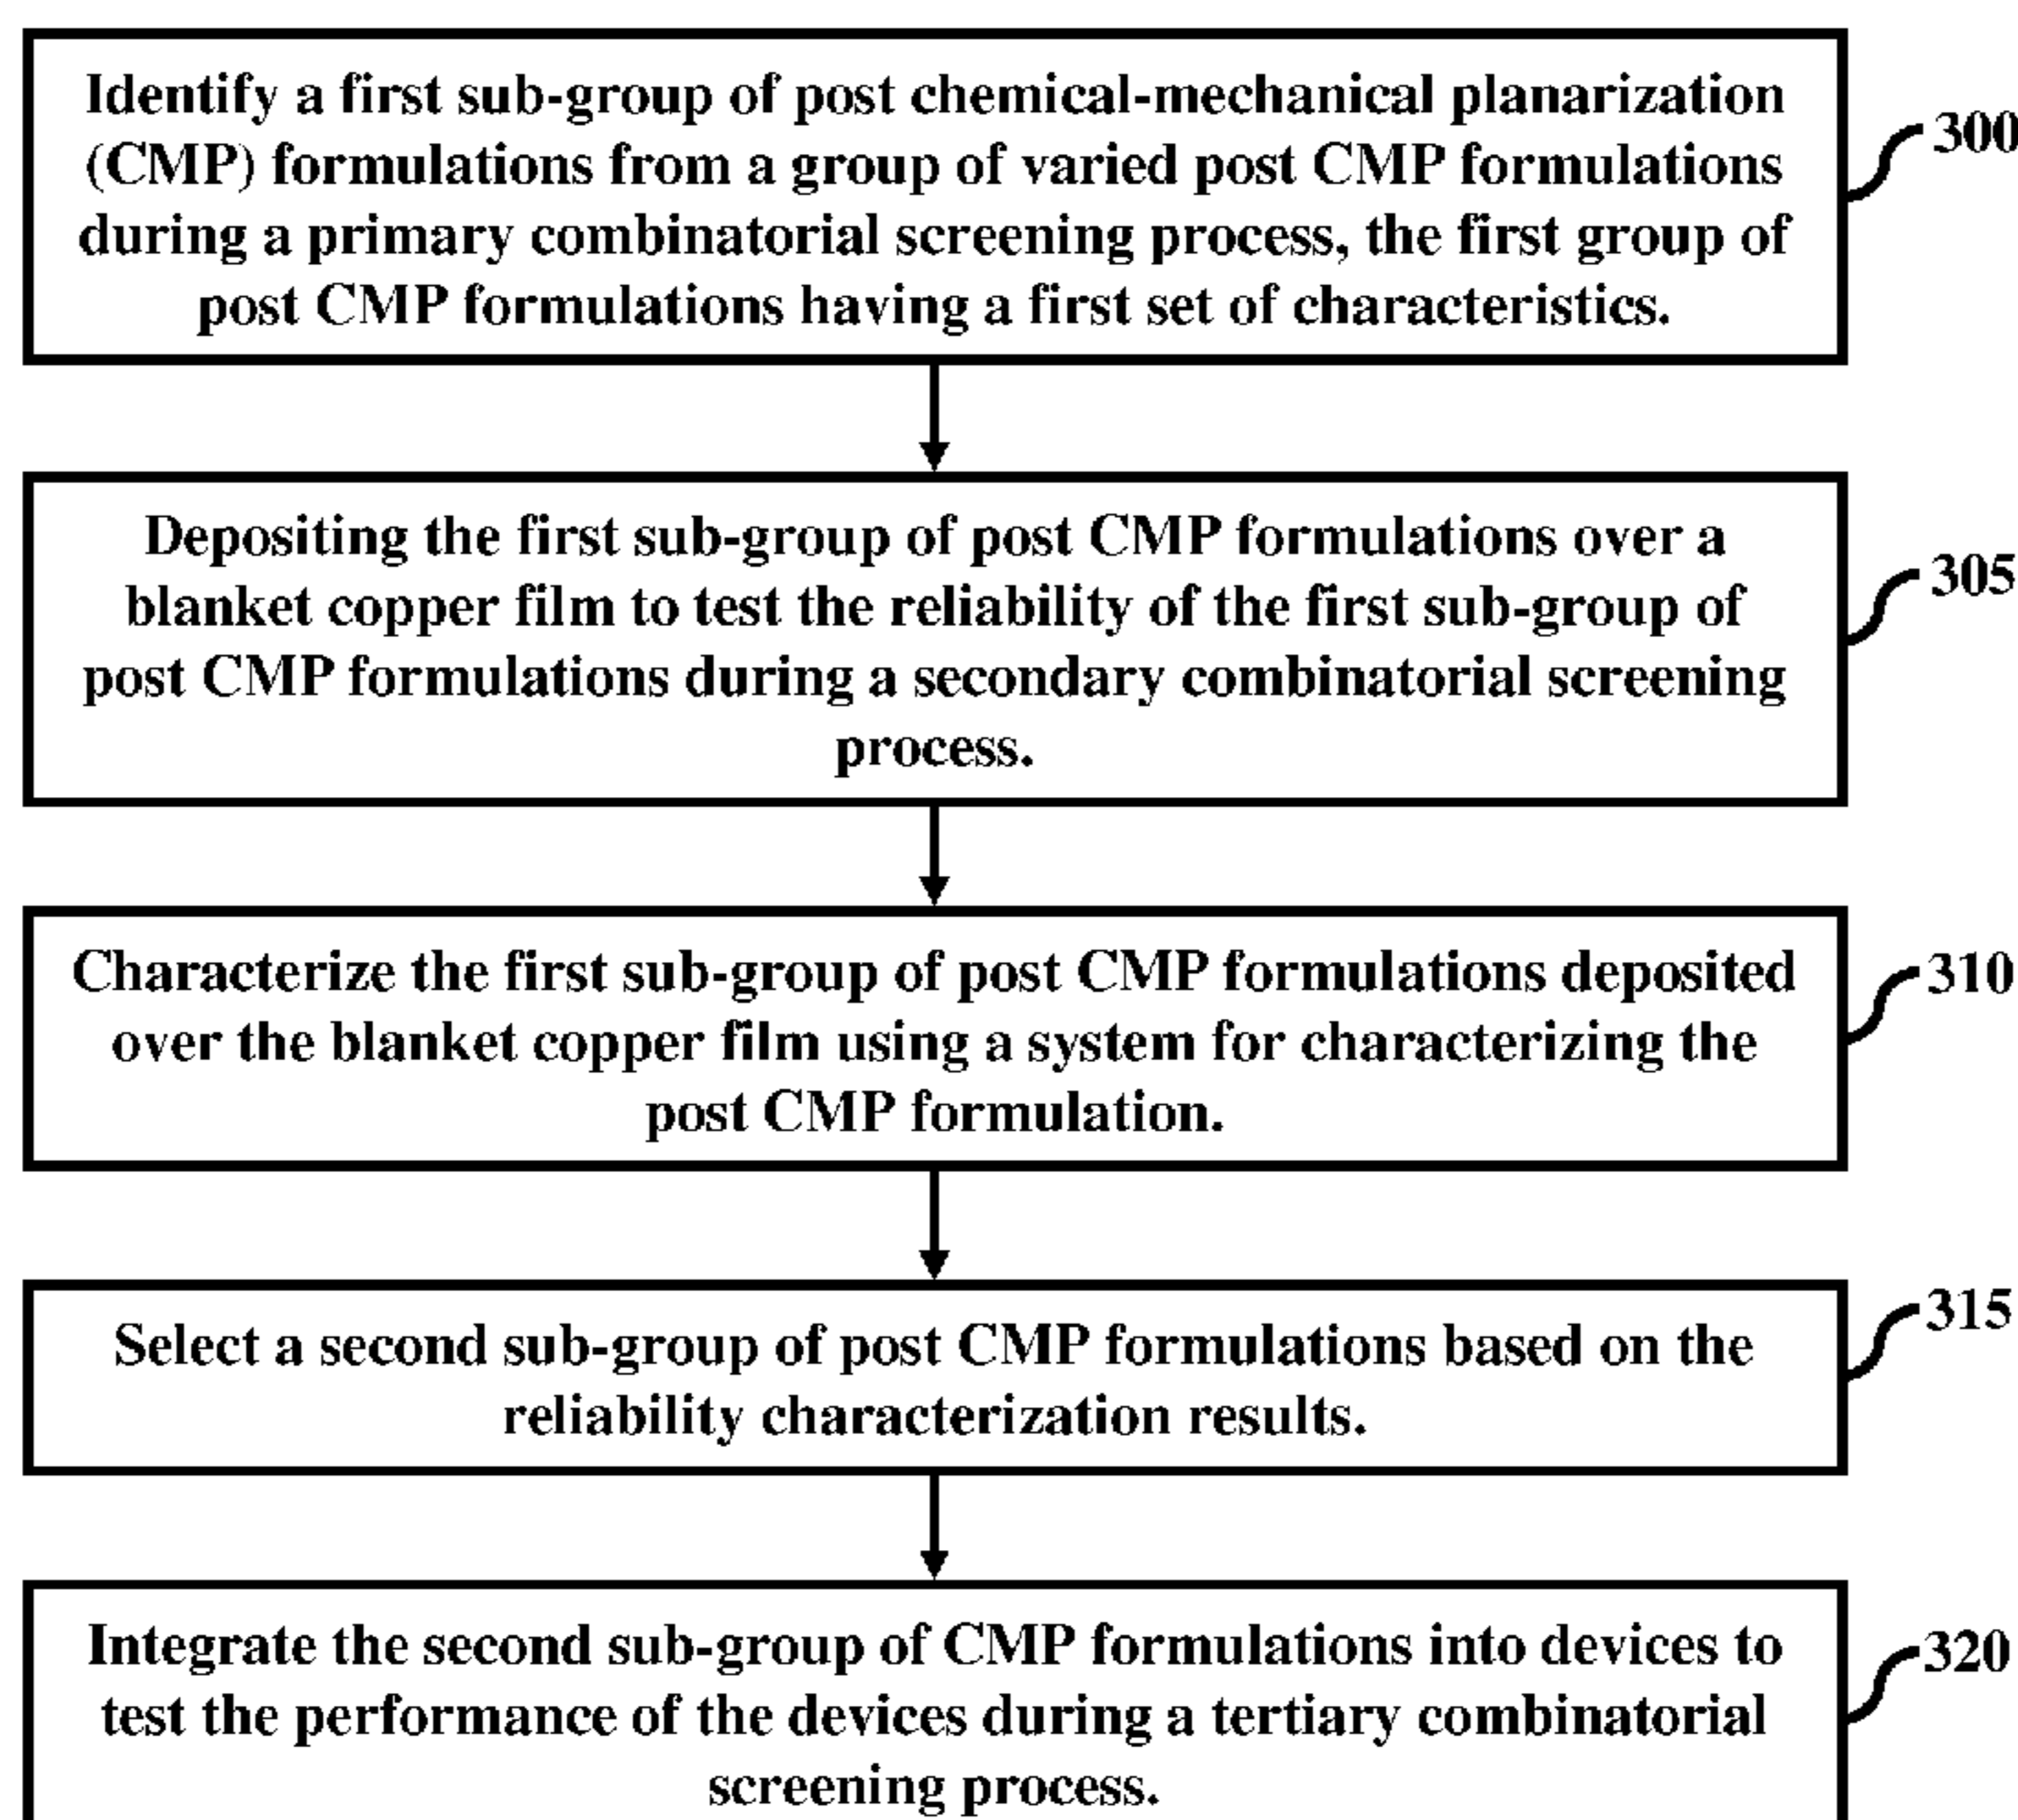 Identify a first sub-group of post chemical-mechanical planarization
(CMP) formulations from a group of varied post CMP formulations
during a primary combinatorial screening process, the first group of
post CMP formulations having a first set of characteristics.
300
Depositing the first sub-group of post CMP formulations over a
blanket copper film to test the reliability of the first sub-group of
post CMP formulations during a secondary combinatorial screening
process.
305
Characterize the first sub-group of post CMP formulations deposited
over the blanket copper film using a system for characterizing the
post CMP formulation.
310
Select a second sub-group of post CMP formulations based on the
reliability characterization results.
315
Integrate the second sub-group of CMP formulations into devices to
test the performance of the devices during a tertiary combinatorial
screening process.
320